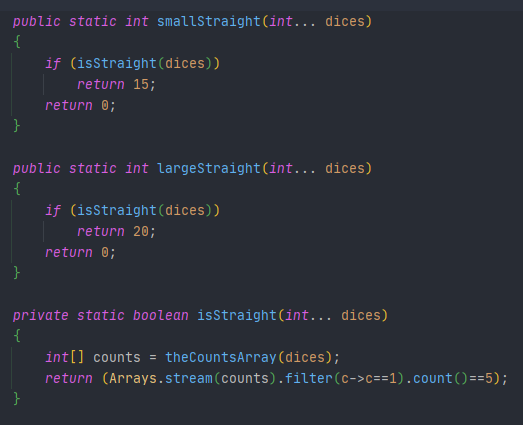 public static int smallStraight(int... dices)
{
if (isStraight(dices))
return 15;
return 0;
}
public static int largeStraight(int... dices)
{
if (isStraight(dices))
return 20;
return 0;
}
private static boolean isStraight(int... dices)
{
int[] counts = theCountsArray(dices);
return (Arrays.stream(counts).filter(c->c==1).count()==5);
}